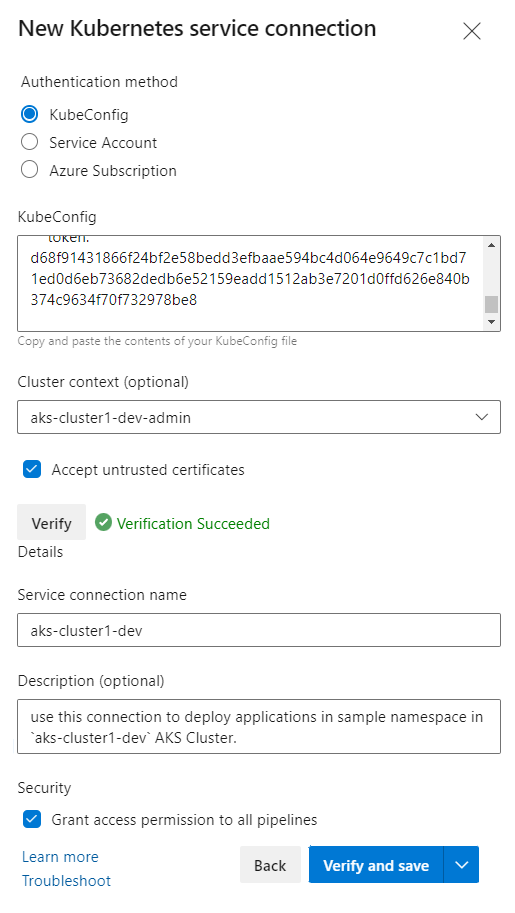 New Kubernetes service connection
Authentication method
KubeConfig
Service Account
Azure Subscription
KubeConfig
token:
d68f91431866f24bf2e58bedd3efbaae594bc4d064e9649c7c1bd7
1ed0d6eb73682dedb6e52159eadd1512ab3e7201d0ffd626e840b
374c9634f70f732978be8
Copy and paste the contents of your KubeConfig file
Cluster context (optional)
aks-cluster1-dev-admin
Accept untrusted certificates
Verify Verification Succeeded
Details
Service connection name
aks-cluster1-dev
Description (optional)
use this connection to deploy applications in sample namespace in
`aks-cluster1-dev` AKS Cluster.
Security
Grant access permission to all pipelines
Learn more
Troubleshoot
Back Verify and save